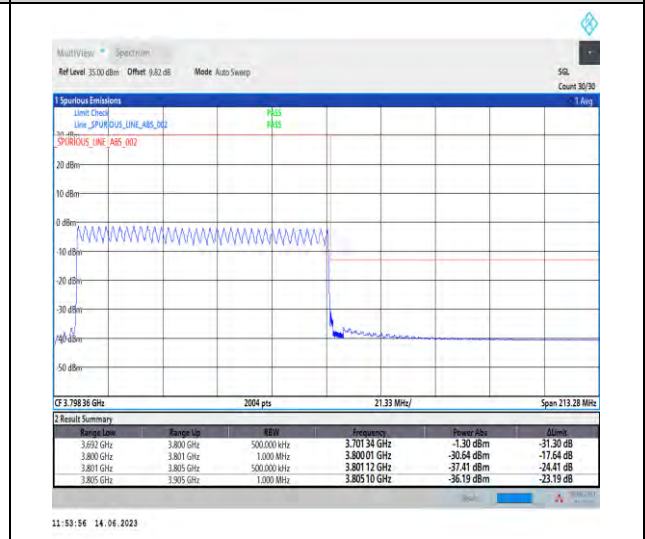 MultiView Spectrum
Ref Level 35.00 dBm Offset 9.82 dB Mode Auto Sweep SGL
Count 30/30
1 Spurious Emissions 1 Avg
Limit Check PASS
Line _SPURIOUS_LINE_ABS_002 PASS
_SPURIOUS_LINE_ABS_002
20 dBm
10 dBm
0 dBm
-10 dBm
-20 dBm
-30 dBm
-40 dBm
-50 dBm
CF 3.798 36 GHz 2004 pts 21.33 MHz/ Span 213.28 MHz
2 Result Summary
Range Low Range Up RBW Frequency Power Abs ΔLimit
3.692 GHz 3.800 GHz 500.000 kHz 3.701 34 GHz -1.30 dBm -31.30 dB
3.800 GHz 3.801 GHz 1.000 MHz 3.800 01 GHz -30.64 dBm -17.64 dB
3.801 GHz 3.805 GHz 500.000 kHz 3.801 12 GHz -37.41 dBm -24.41 dB
3.805 GHz 3.905 GHz 1.000 MHz 3.805 10 GHz -36.19 dBm -23.19 dB
11:53:56 14.06.2023